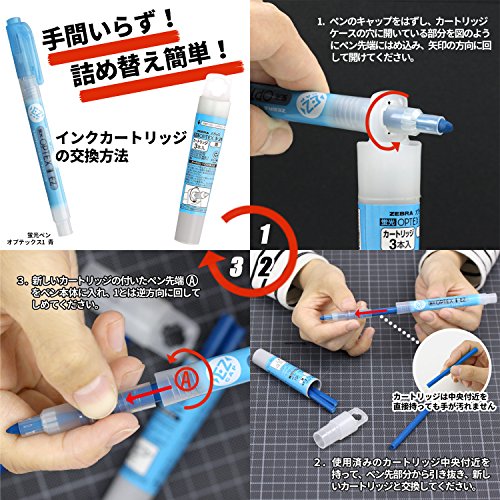 手間いらず！
詰め替え簡単！
インクカートリッジ
の交換方法
蛍光ペン
オプテックス1 青
1. ペンのキャップをはずし、カートリッジ
ケースの穴に開いている部分を図のよう
にペン先端にはめ込み、矢印の方向に回
して開けてください。
ZEBRA
蛍光 OPTEX
カートリッジ
3本入
1
2
3
2. 使用済みのカートリッジ中央付近を
持って、ペン先部分から引き抜き、新し
いカートリッジと交換してください。
カートリッジは中央付近を
直接持っても手が汚れません
OPTEX 1 EZ
3. 新しいカートリッジの付いたペン先端Ⓐ
をペン本体に入れ、1とは逆方向に回して
しめてください。
Ⓐ